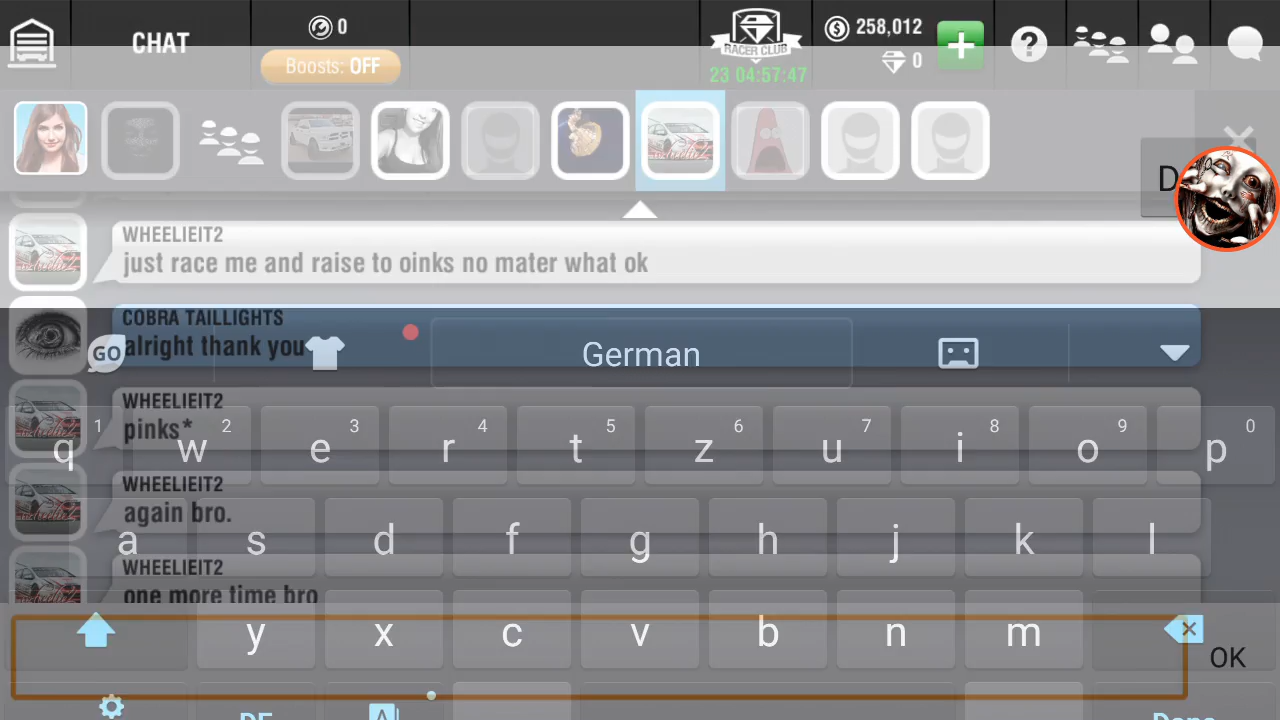 CHAT
0
Boosts: OFF
RACER CLUB
23 04:57:47
258,012
0
?
D
WHEELIEIT2
just race me and raise to oinks no mater what ok
COBRA TAILLIGHTS
alright thank you
GO
German
WHEELIEIT2
pinks*
1 2 3 4 5 6 7 8 9 0
q w e r t z u i o p
WHEELIEIT2
again bro.
a s d f g h j k l
WHEELIEIT2
one more time bro
y x c v b n m
OK
DE
A
Done